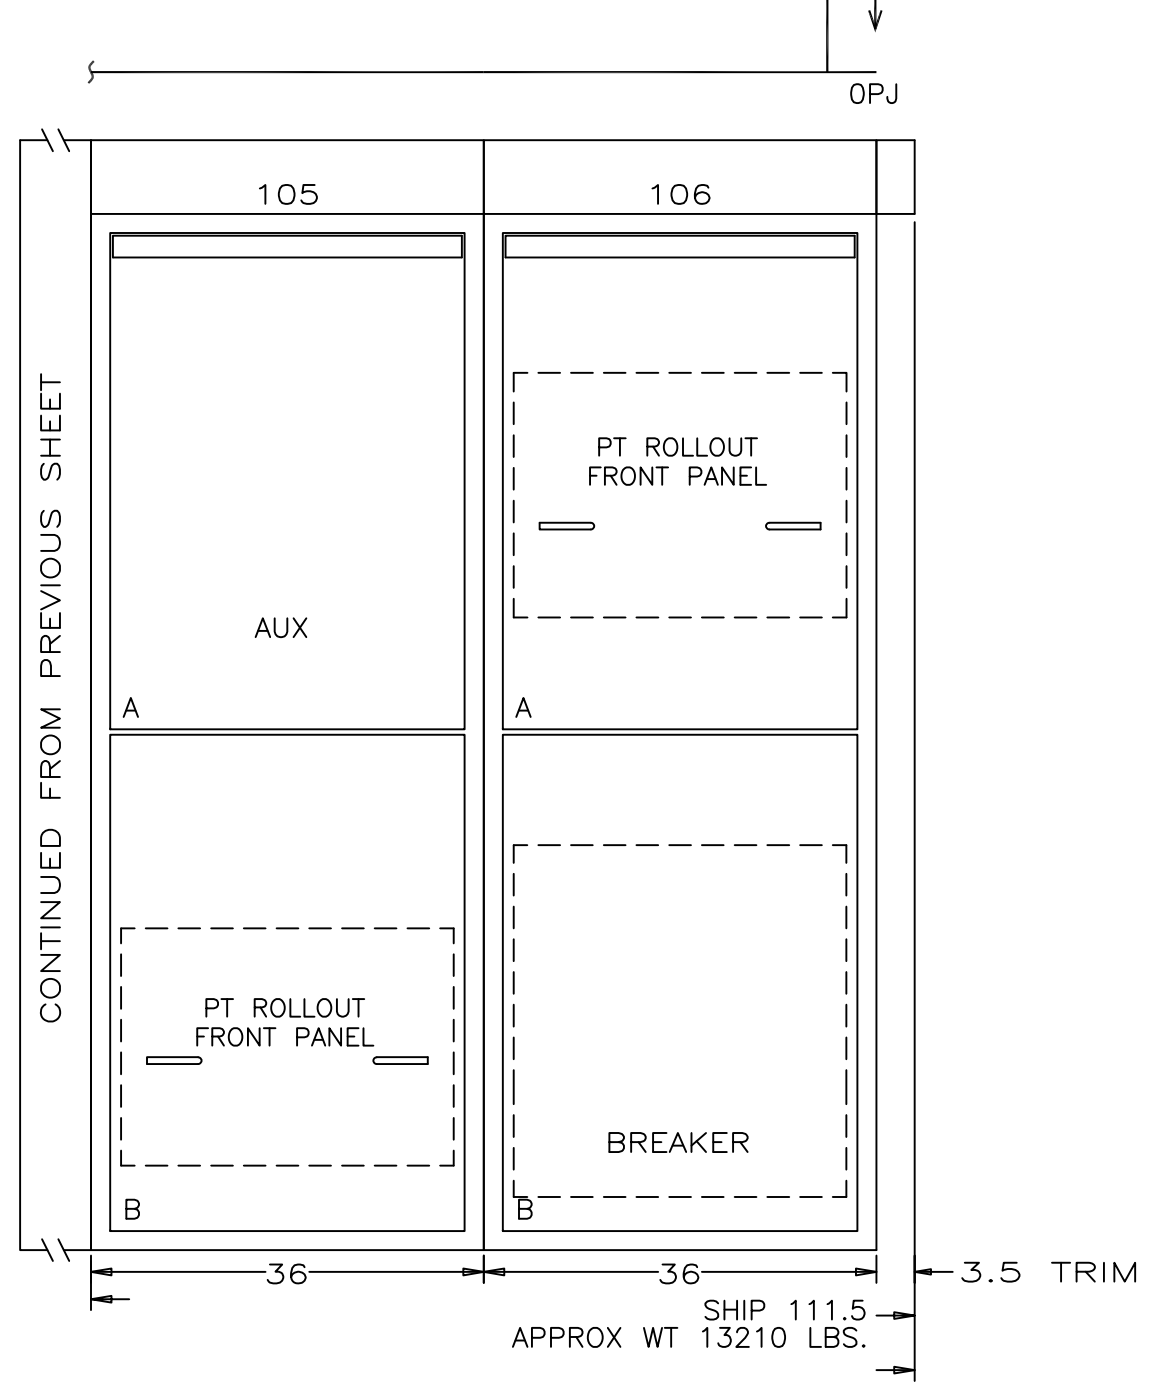 OPJ
105
106
CONTINUED FROM PREVIOUS SHEET
PT ROLLOUT
FRONT PANEL
AUX
A
A
PT ROLLOUT
FRONT PANEL
BREAKER
B
B
36
36
3.5 TRIM
SHIP 111.5
APPROX WT 13210 LBS.